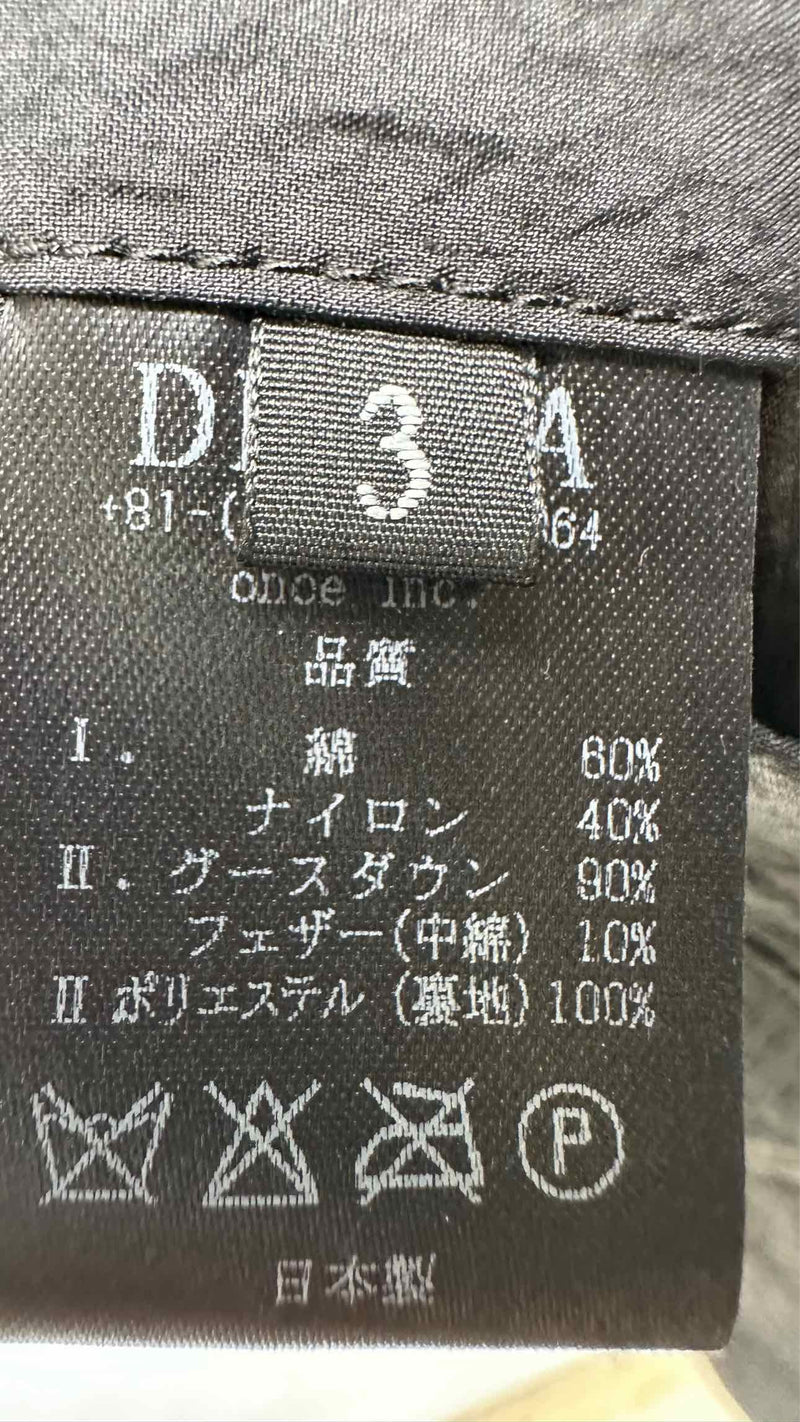 3
once inc.
品質
I. 綿 60%
ナイロン 40%
II. グースダウン 90%
フェザー(中綿) 10%
II ポリエステル (裏地) 100%
P
日本製